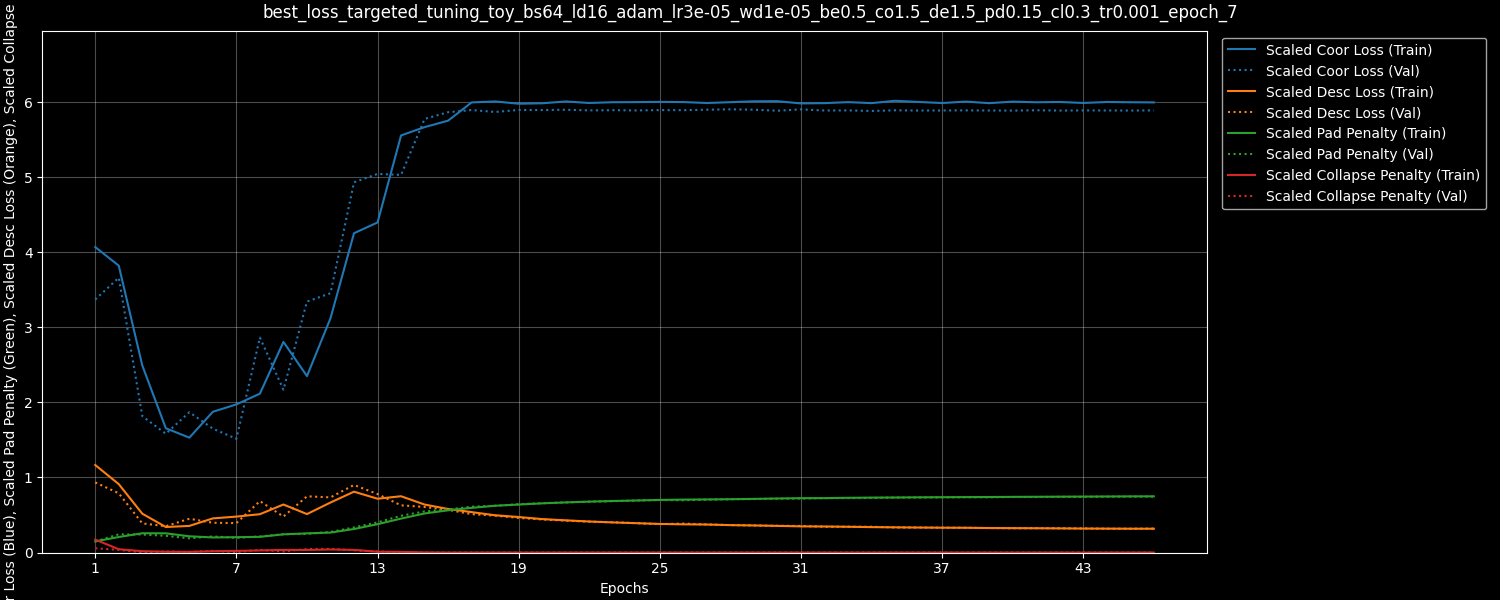 best_loss_targeted_tuning_toy_bs64_ld16_adam_lr3e-05_wd1e-05_be0.5_co1.5_de1.5_pd0.15_cl0.3_tr0.001_epoch_7
r Loss (Blue), Scaled Pad Penalty (Green), Scaled Desc Loss (Orange), Scaled Collapse
6
5
4
3
2
1
0
1 7 13 19 25 31 37 43
Epochs
Scaled Coor Loss (Train)
Scaled Coor Loss (Val)
Scaled Desc Loss (Train)
Scaled Desc Loss (Val)
Scaled Pad Penalty (Train)
Scaled Pad Penalty (Val)
Scaled Collapse Penalty (Train)
Scaled Collapse Penalty (Val)